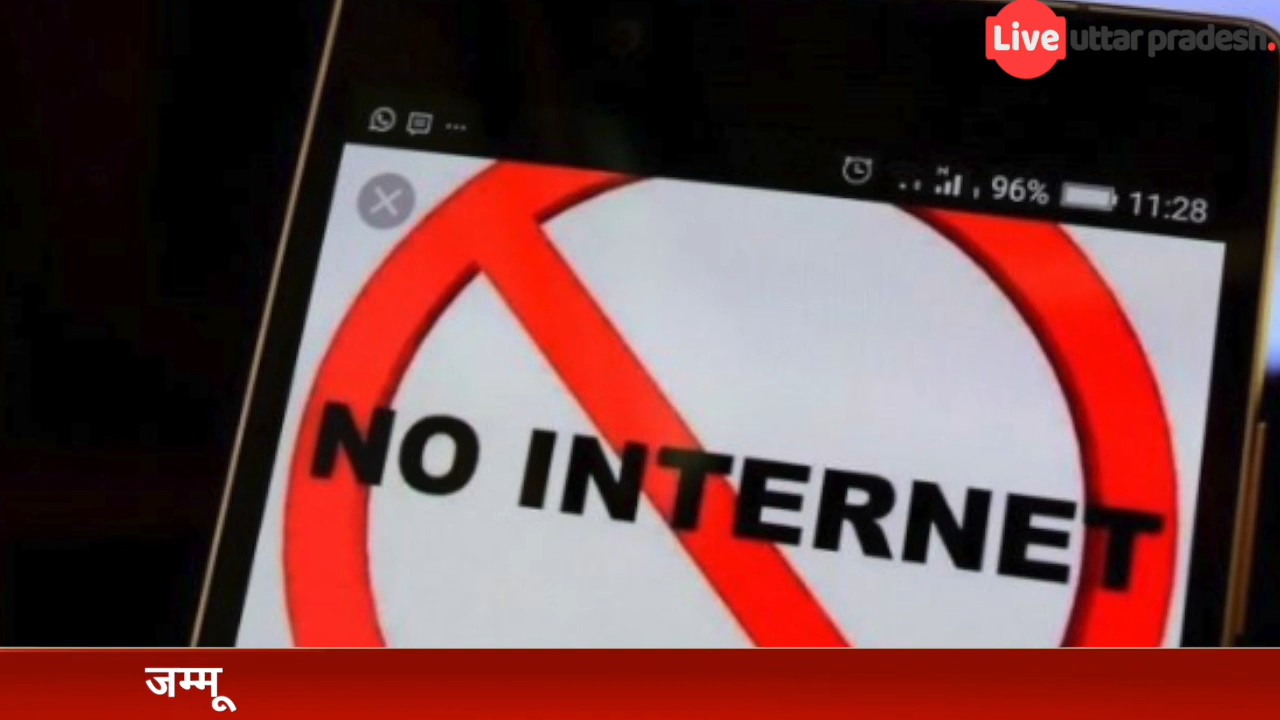 Live uttar pradesh.
96% 11:28
NO INTERNET
जम्मू